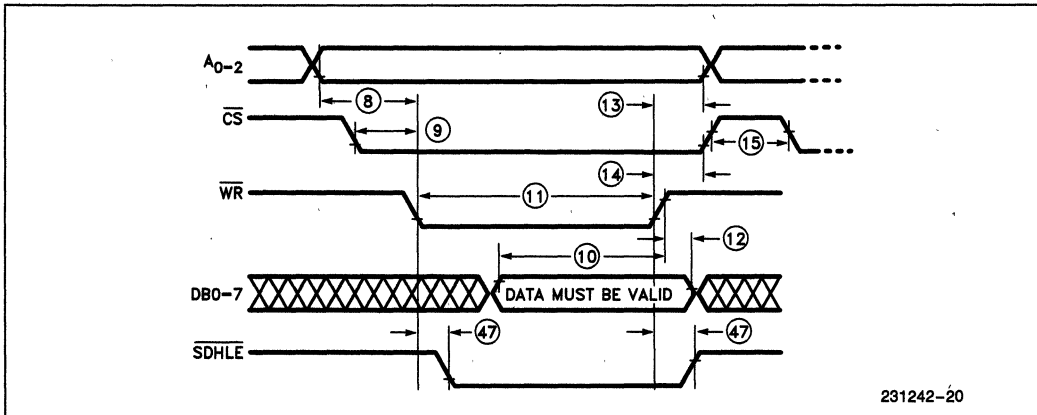 A0-2
8
13
CS
9
15
14
WR
11
12
10
DB0-7
DATA MUST BE VALID
47
47
SDHLE
231242-20